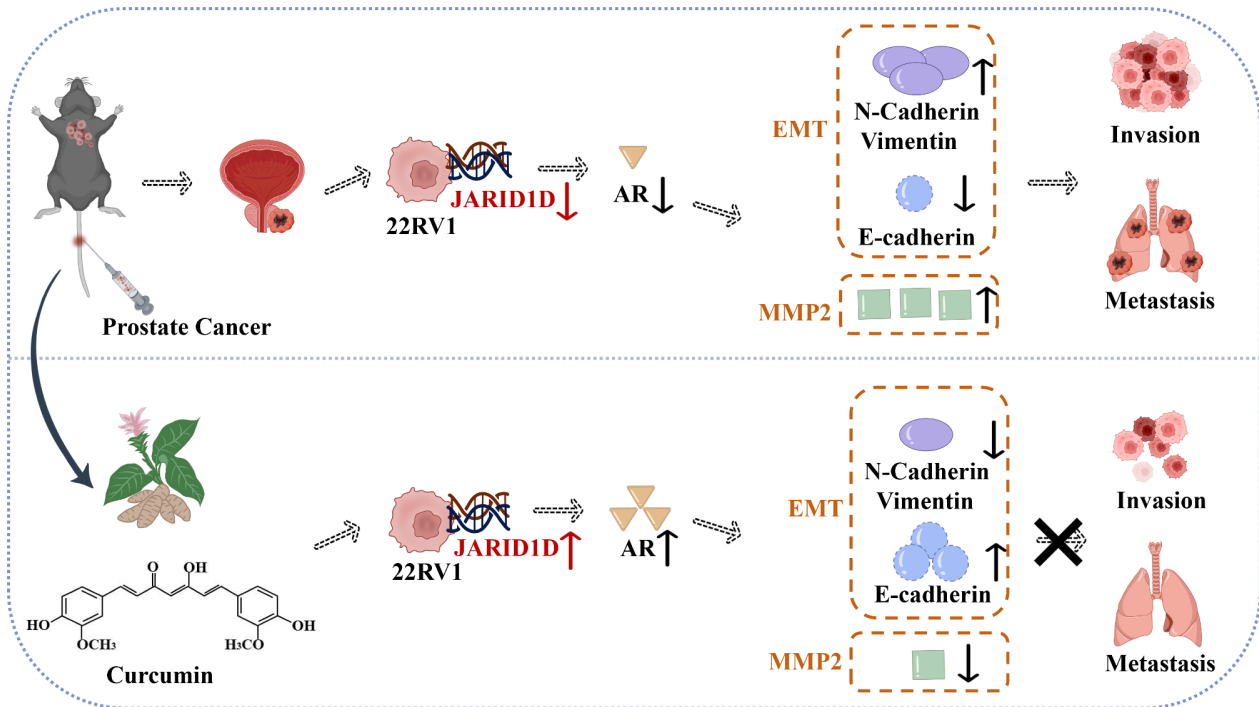 Prostate Cancer
22RV1
JARID1D
AR
EMT
N-Cadherin
Vimentin
E-cadherin
MMP2
Invasion
Metastasis
O
OH
HO
OCH3
H3CO
OH
Curcumin
22RV1
JARID1D
AR
EMT
N-Cadherin
Vimentin
E-cadherin
MMP2
Invasion
Metastasis